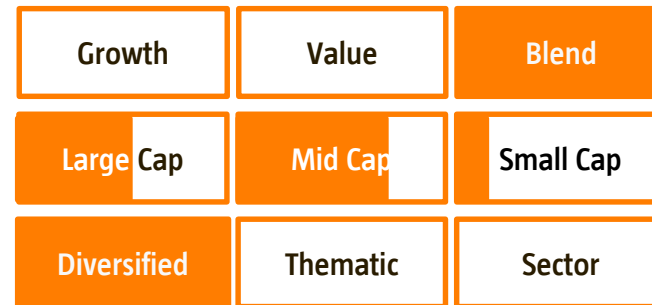 Growth Value Blend
Large Cap Mid Cap Small Cap
Diversified Thematic Sector